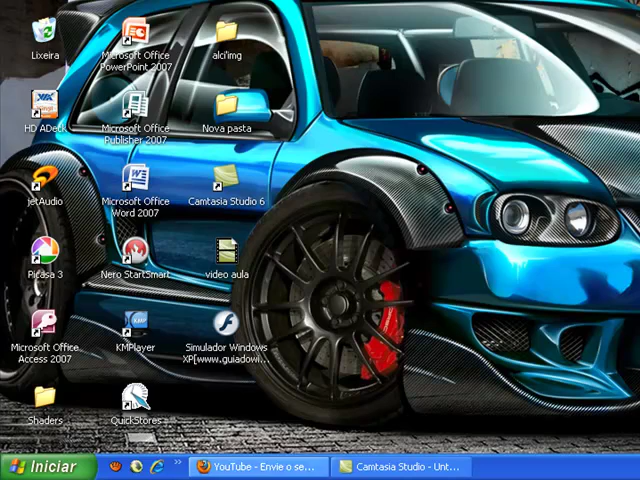 Lixeira
Microsoft Office
PowerPoint 2007
alci'img
HD ADeck
Microsoft Office
Publisher 2007
Nova pasta
jetAudio
Microsoft Office
Word 2007
Camtasia Studio 6
Picasa 3
Nero StartSmart
video aula
Microsoft Office
Access 2007
KMPlayer
Simulador Windows
XP[www.guiadowi...
Shaders
QuickStores
Iniciar
YouTube - Envie o se...
Camtasia Studio - Unt...